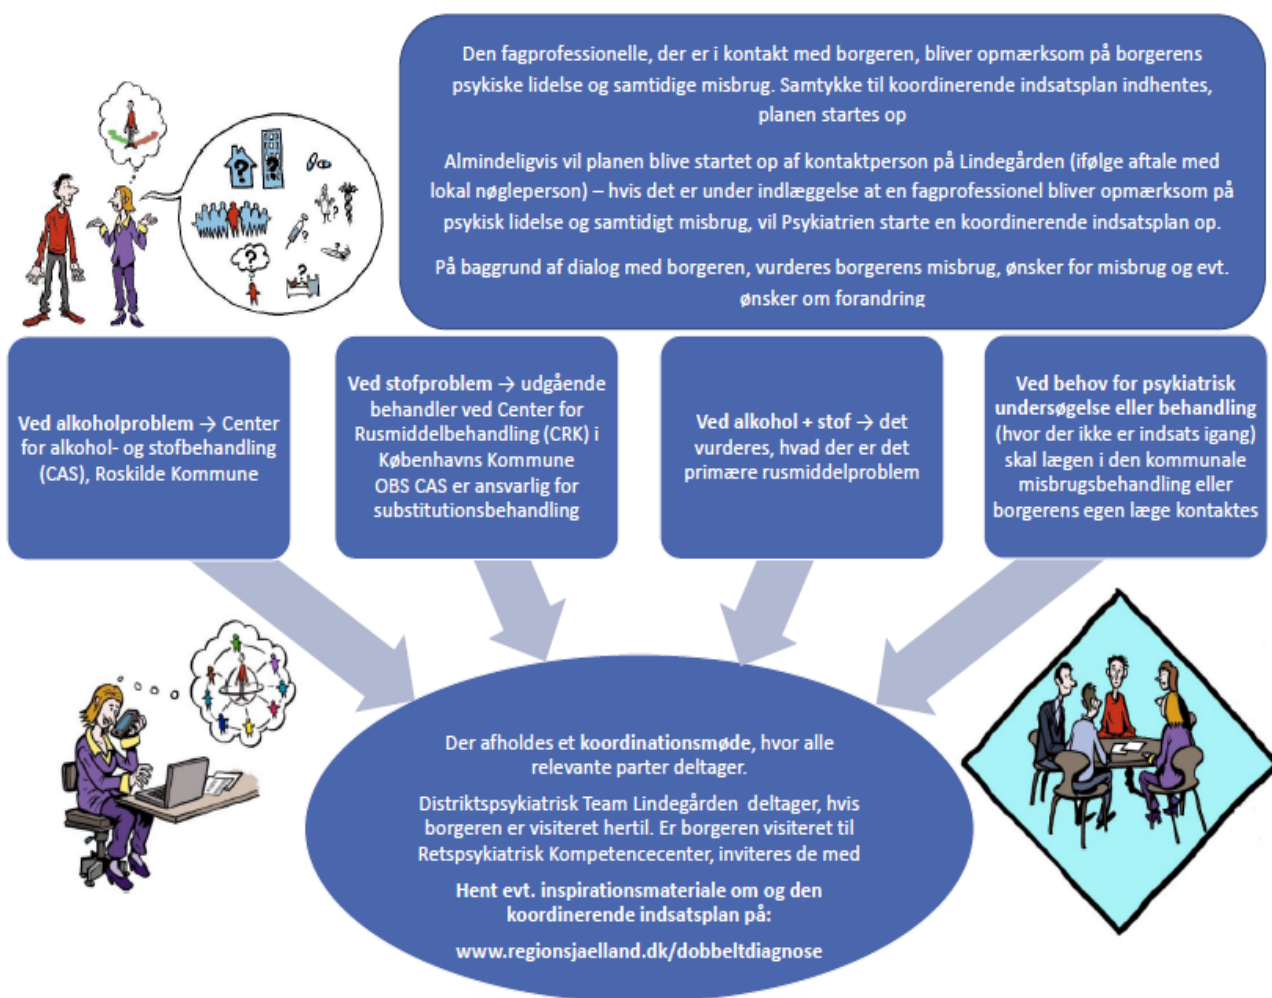 Den fagprofessionelle, der er i kontakt med borgeren, bliver opmærksom på borgerens
psykiske lidelse og samtidige misbrug. Samtykke til koordinerende indsatsplan indhentes,
planen startes op
Almindeligvis vil planen blive startet op af kontaktperson på Lindegården (ifølge aftale med
lokal nøgleperson) – hvis det er under indlæggelse at en fagprofessionel bliver opmærksom på
psykisk lidelse og samtidigt misbrug, vil Psykiatrien starte en koordinerende indsatsplan op.
På baggrund af dialog med borgeren, vurderes borgerens misbrug, ønsker for misbrug og evt.
ønsker om forandring
Ved alkoholproblem → Center
for alkohol- og stofbehandling
(CAS), Roskilde Kommune
Ved stofproblem → udgående
behandler ved Center for
Rusmiddelbehandling (CRK) i
Københavns Kommune
OBS CAS er ansvarlig for
substitutionsbehandling
Ved alkohol + stof → det
vurderes, hvad der er det
primære rusmiddelproblem
Ved behov for psykiatrisk
undersøgelse eller behandling
(hvor der ikke er indsats igang)
skal lægen i den kommunale
misbrugsbehandling eller
borgerens egen læge kontaktes
Der afholdes et koordinationsmøde, hvor alle
relevante parter deltager.
Distriktspsykiatrisk Team Lindegården deltager, hvis
borgeren er visiteret hertil. Er borgeren visiteret til
Retspsykiatrisk Kompetencecenter, inviteres de med
Hent evt. inspirationsmateriale om og den
koordinerende indsatsplan på:
www.regionsjaelland.dk/dobbeltdiagnose